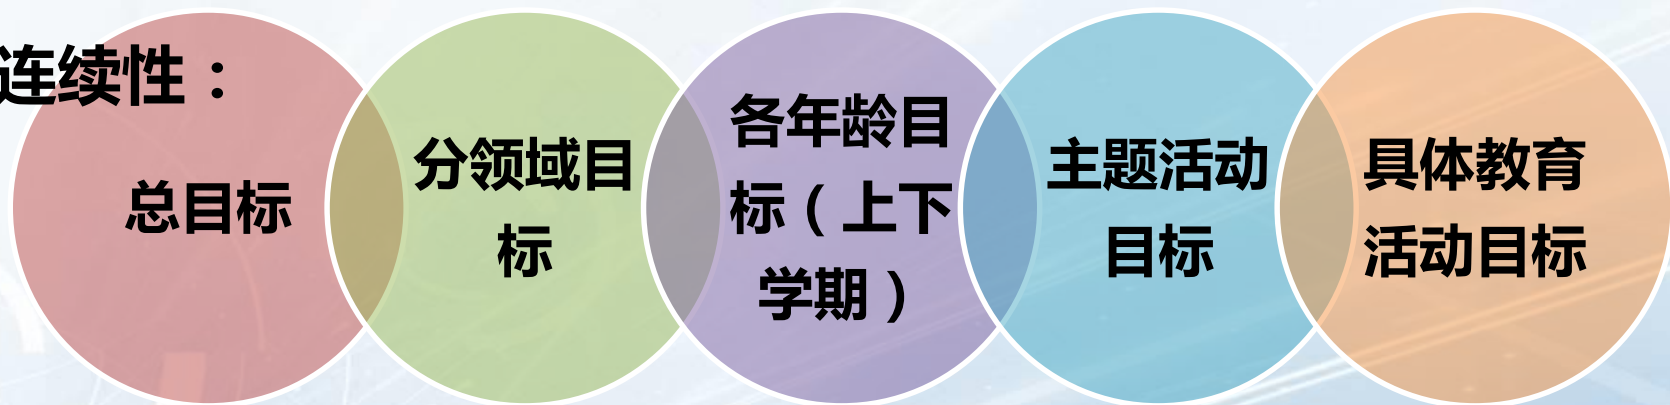 连续性：
总目标
分领域目
标
各年龄目
标（上下
学期）
主题活动
目标
具体教育
活动目标